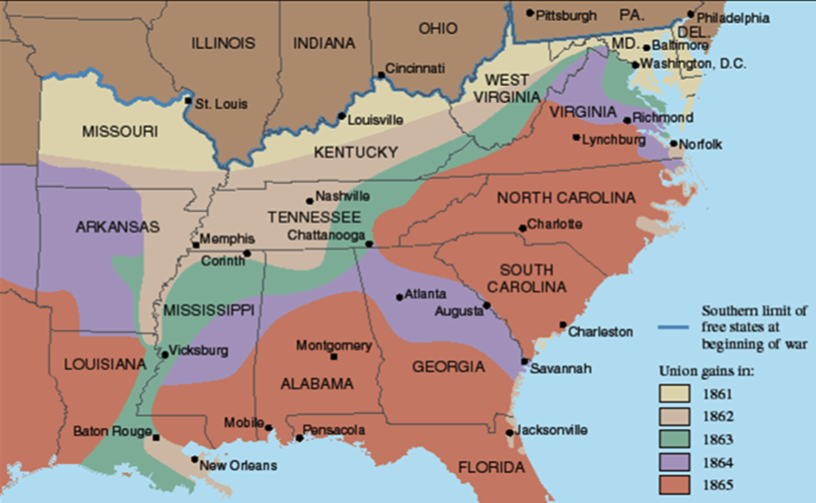 Pittsburgh
PA.
Philadelphia
OHIO
DEL.
ILLINOIS
INDIANA
MD.
Baltimore
Washington, D.C.
Cincinnati
WEST
VIRGINIA
St. Louis
VIRGINIA
Richmond
Louisville
MISSOURI
Lynchburg
Norfolk
KENTUCKY
Nashville
NORTH CAROLINA
TENNESSEE
ARKANSAS
Charlotte
Memphis
Chattanooga
Corinth
SOUTH
CAROLINA
Atlanta
MISSISSIPPI
Augusta
Southern limit of
free states at
beginning of war
Charleston
Montgomery
Vicksburg
LOUISIANA
GEORGIA
Savannah
Union gains in:
ALABAMA
1861
1862
Mobile
Pensacola
Baton Rouge
Jacksonville
1863
New Orleans
FLORIDA
1864
1865